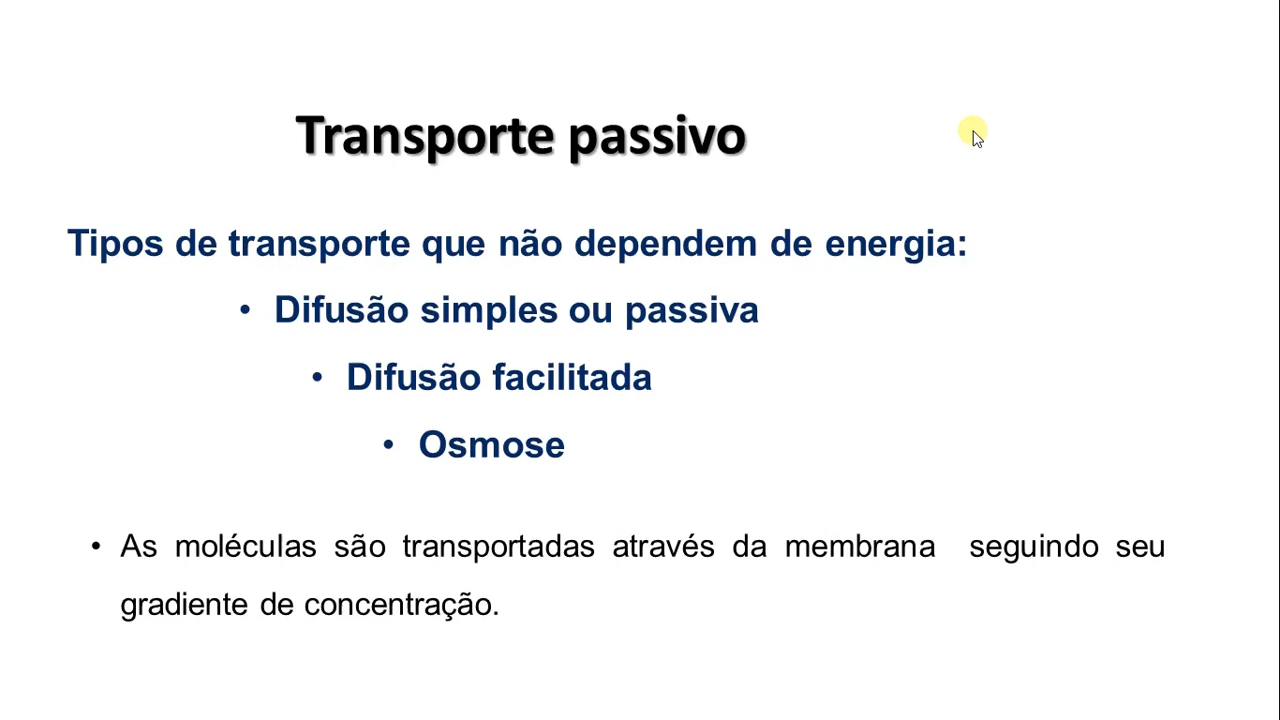 Transporte passivo
Tipos de transporte que não dependem de energia:
• Difusão simples ou passiva
• Difusão facilitada
• Osmose
• As moléculas são transportadas através da membrana seguindo seu
gradiente de concentração.